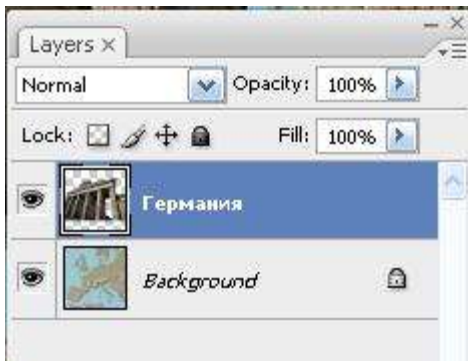 Layers ×
Normal Opacity: 100%
Lock: Fill: 100%
Германия
Background